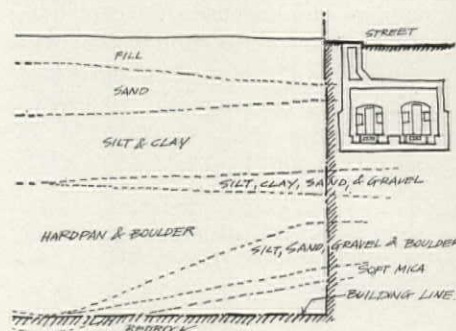 STREET
FILL
SAND
SILT & CLAY
SILT, CLAY, SAND, & GRAVEL
HARDPAN & BOULDER
SILT, SAND, GRAVEL & BOULDER
SOFT MICA
BUILDING LINE
BEDROCK